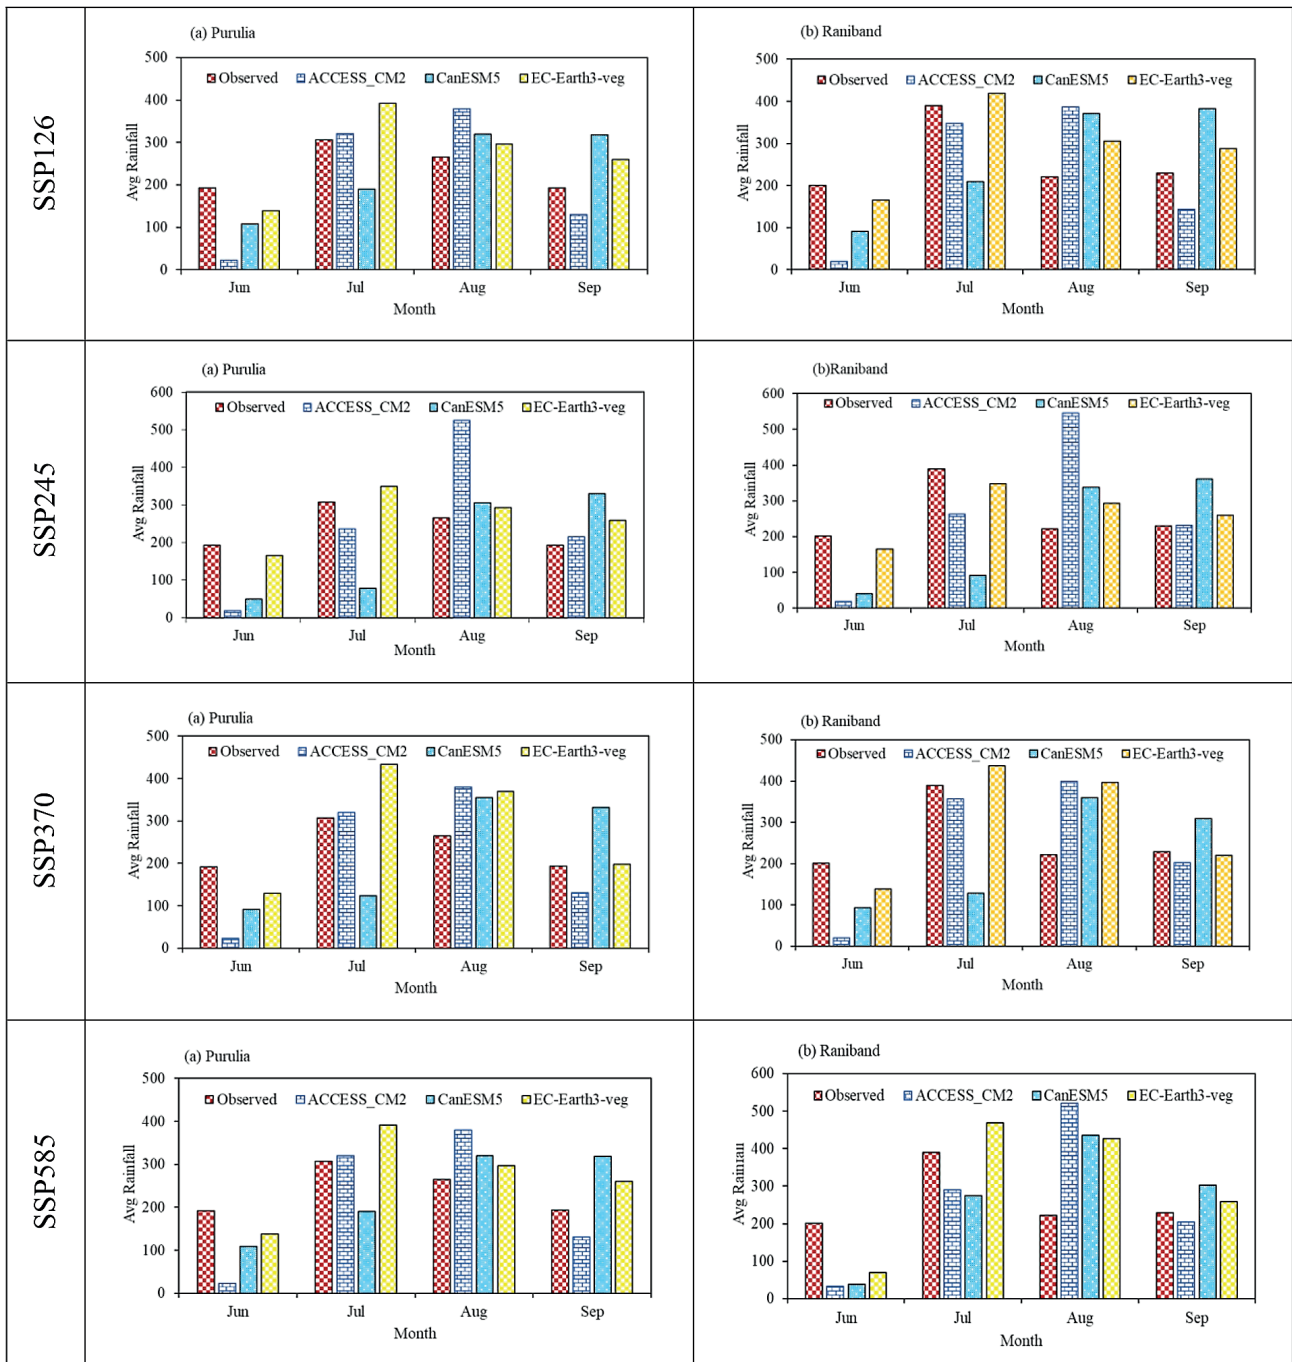 SSP126
(a) Purulia
Observed ACCESS_CM2 CanESM5 EC-Earth3-veg
Avg Rainfall
500
400
300
200
100
0
Jun Jul Aug Sep
Month
(b) Raniband
Observed ACCESS_CM2 CanESM5 EC-Earth3-veg
Avg Rainfall
500
400
300
200
100
0
Jun Jul Aug Sep
Month
SSP245
(a) Purulia
Observed ACCESS_CM2 CanESM5 EC-Earth3-veg
Avg Rainfall
600
500
400
300
200
100
0
Jun Jul Aug Sep
Month
(b)Raniband
Observed ACCESS_CM2 CanESM5 EC-Earth3-veg
Avg Rainfall
600
500
400
300
200
100
0
Jun Jul Aug Sep
Month
SSP370
(a) Purulia
Observed ACCESS_CM2 CanESM5 EC-Earth3-veg
Avg Rainfall
500
400
300
200
100
0
Jun Jul Aug Sep
Month
(b) Raniband
Observed ACCESS_CM2 CanESM5 EC-Earth3-veg
Avg Rainfall
500
400
300
200
100
0
Jun Jul Aug Sep
Month
SSP585
(a) Purulia
Observed ACCESS_CM2 CanESM5 EC-Earth3-veg
Avg Rainfall
500
400
300
200
100
0
Jun Jul Aug Sep
Month
(b) Raniband
Observed ACCESS_CM2 CanESM5 EC-Earth3-veg
Avg Rainfall
600
500
400
300
200
100
0
Jun Jul Aug Sep
Month